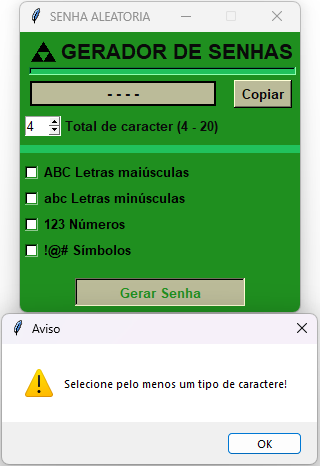 SENHA ALEATORIA
GERADOR DE SENHAS
- - - -
Copiar
4 Total de caracter (4 - 20)
ABC Letras maiúsculas
abc Letras minúsculas
123 Números
!@# Símbolos
Gerar Senha
Aviso
Selecione pelo menos um tipo de caractere!
OK